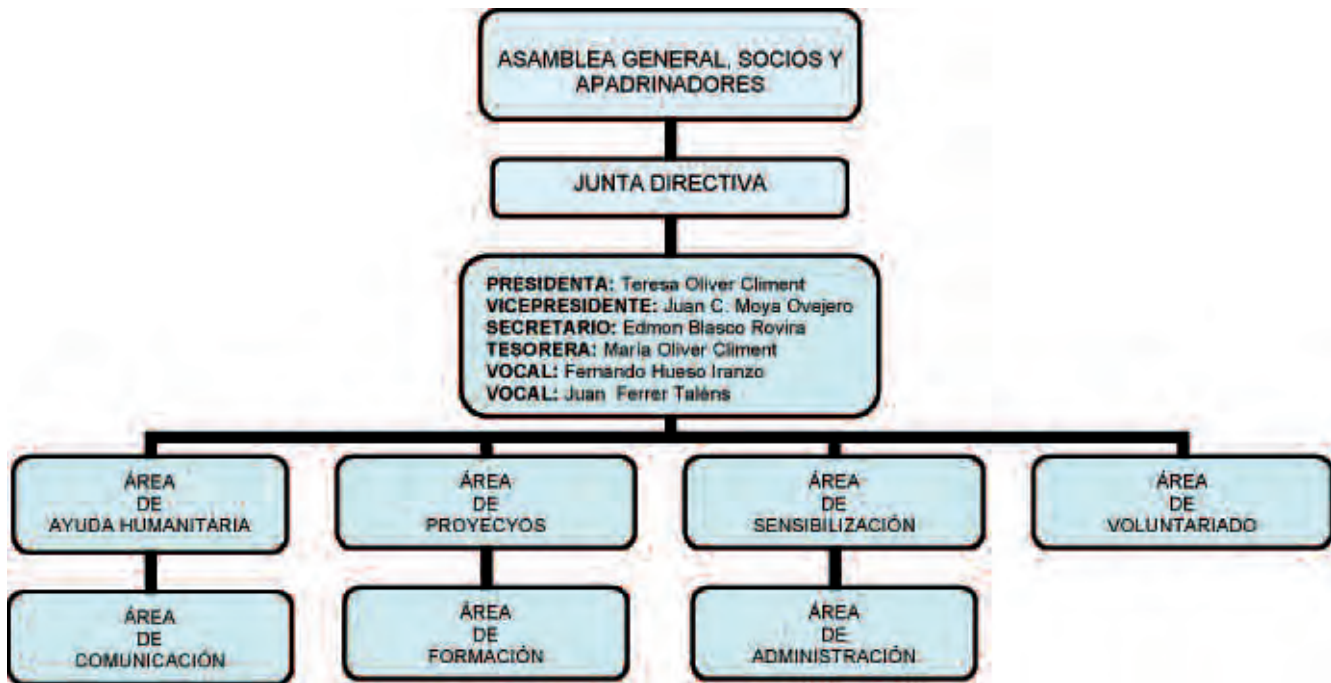 ASAMBLEA GENERAL, SOCIOS Y
APADRINADORES
JUNTA DIRECTIVA
PRESIDENTA: Teresa Oliver Climent
VICEPRESIDENTE: Juan C. Moya Ovejero
SECRETARIO: Edmon Blasco Rovira
TESORERA: María Oliver Climent
VOCAL: Fernando Hueso Iranzo
VOCAL: Juan Ferrer Taléns
ÁREA
DE
AYUDA HUMANITARIA
ÁREA
DE
PROYECYOS
ÁREA
DE
SENSIBILIZACIÓN
ÁREA
DE
VOLUNTARIADO
ÁREA
DE
COMUNICACIÓN
ÁREA
DE
FORMACIÓN
ÁREA
DE
ADMINISTRACIÓN